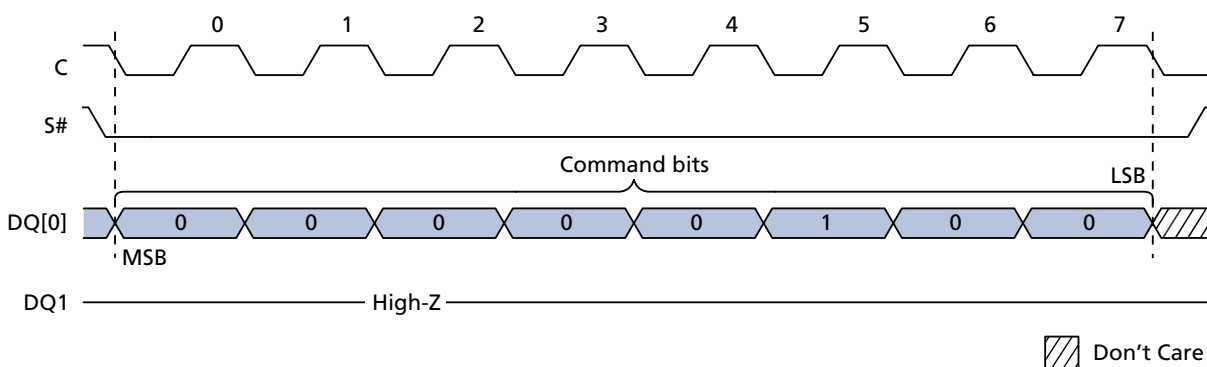 0 1 2 3 4 5 6 7
C
S#
Command bits
LSB
DQ[0] 0 0 0 0 0 1 0 0
MSB
DQ1 High-Z
Don't Care